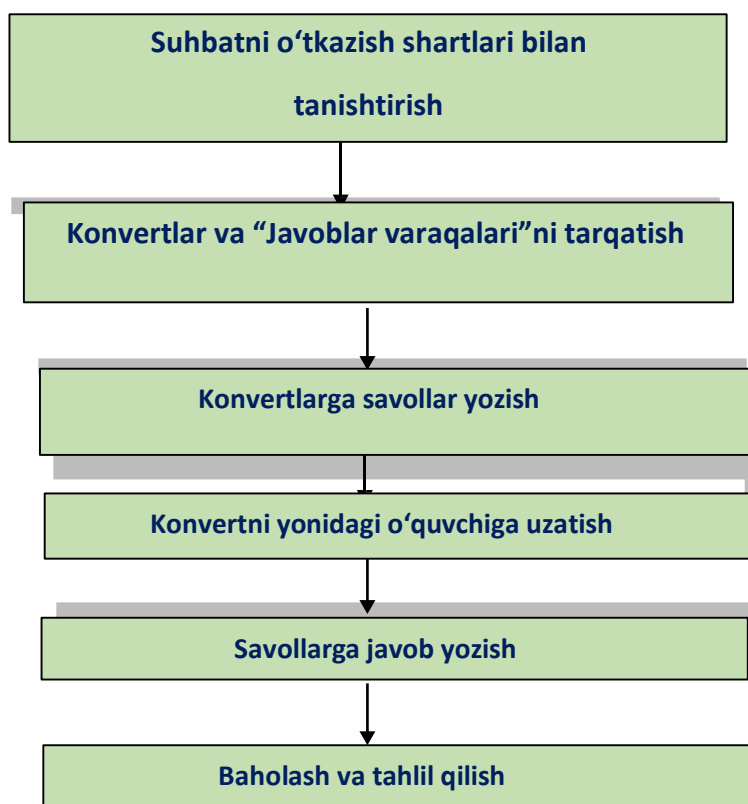 Suhbatni o‘tkazish shartlari bilan
tanishtirish
Konvertlar va “Javoblar varaqalari”ni tarqatish
Konvertlarga savollar yozish
Konvertni yonidagi o‘quvchiga uzatish
Savollarga javob yozish
Baholash va tahlil qilish